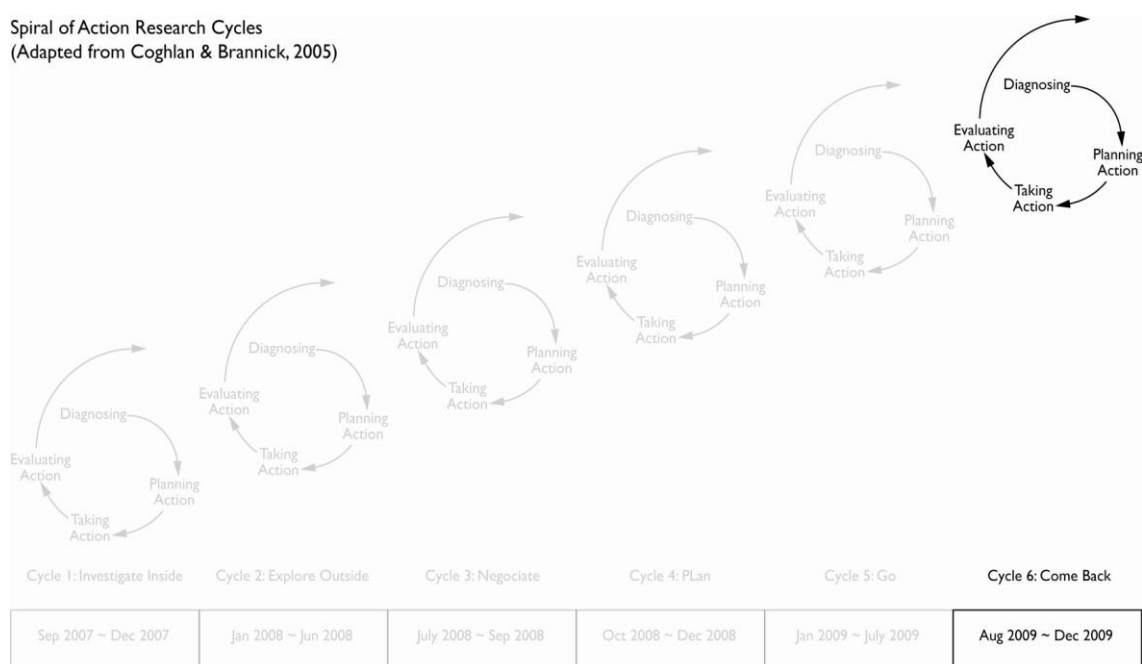 Spiral of Action Research Cycles
(Adapted from Coghlan & Brannick, 2005)
Diagnosing
Evaluating
Action
Planning
Action
Taking
Action
Diagnosing
Evaluating
Action
Planning
Action
Taking
Action
Diagnosing
Evaluating
Action
Planning
Action
Taking
Action
Diagnosing
Evaluating
Action
Planning
Action
Taking
Action
Diagnosing
Evaluating
Action
Planning
Action
Taking
Action
Diagnosing
Evaluating
Action
Planning
Action
Taking
Action
Cycle 1: Investigate Inside
Cycle 2: Explore Outside
Cycle 3: Negociate
Cycle 4: PLan
Cycle 5: Go
Cycle 6: Come Back
Sep 2007 ~ Dec 2007
Jan 2008 ~ Jun 2008
July 2008 ~ Sep 2008
Oct 2008 ~ Dec 2008
Jan 2009 ~ July 2009
Aug 2009 ~ Dec 2009